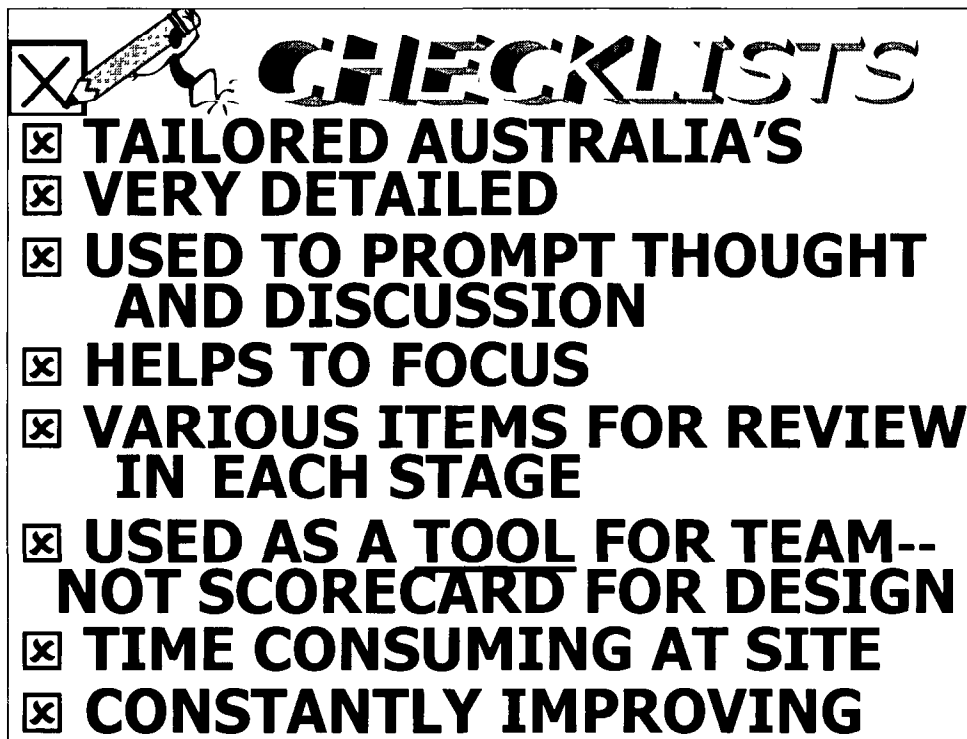 CHECKLISTS
TAILORED AUSTRALIA'S
VERY DETAILED
USED TO PROMPT THOUGHT
AND DISCUSSION
HELPS TO FOCUS
VARIOUS ITEMS FOR REVIEW
IN EACH STAGE
USED AS A TOOL FOR TEAM--
NOT SCORECARD FOR DESIGN
TIME CONSUMING AT SITE
CONSTANTLY IMPROVING